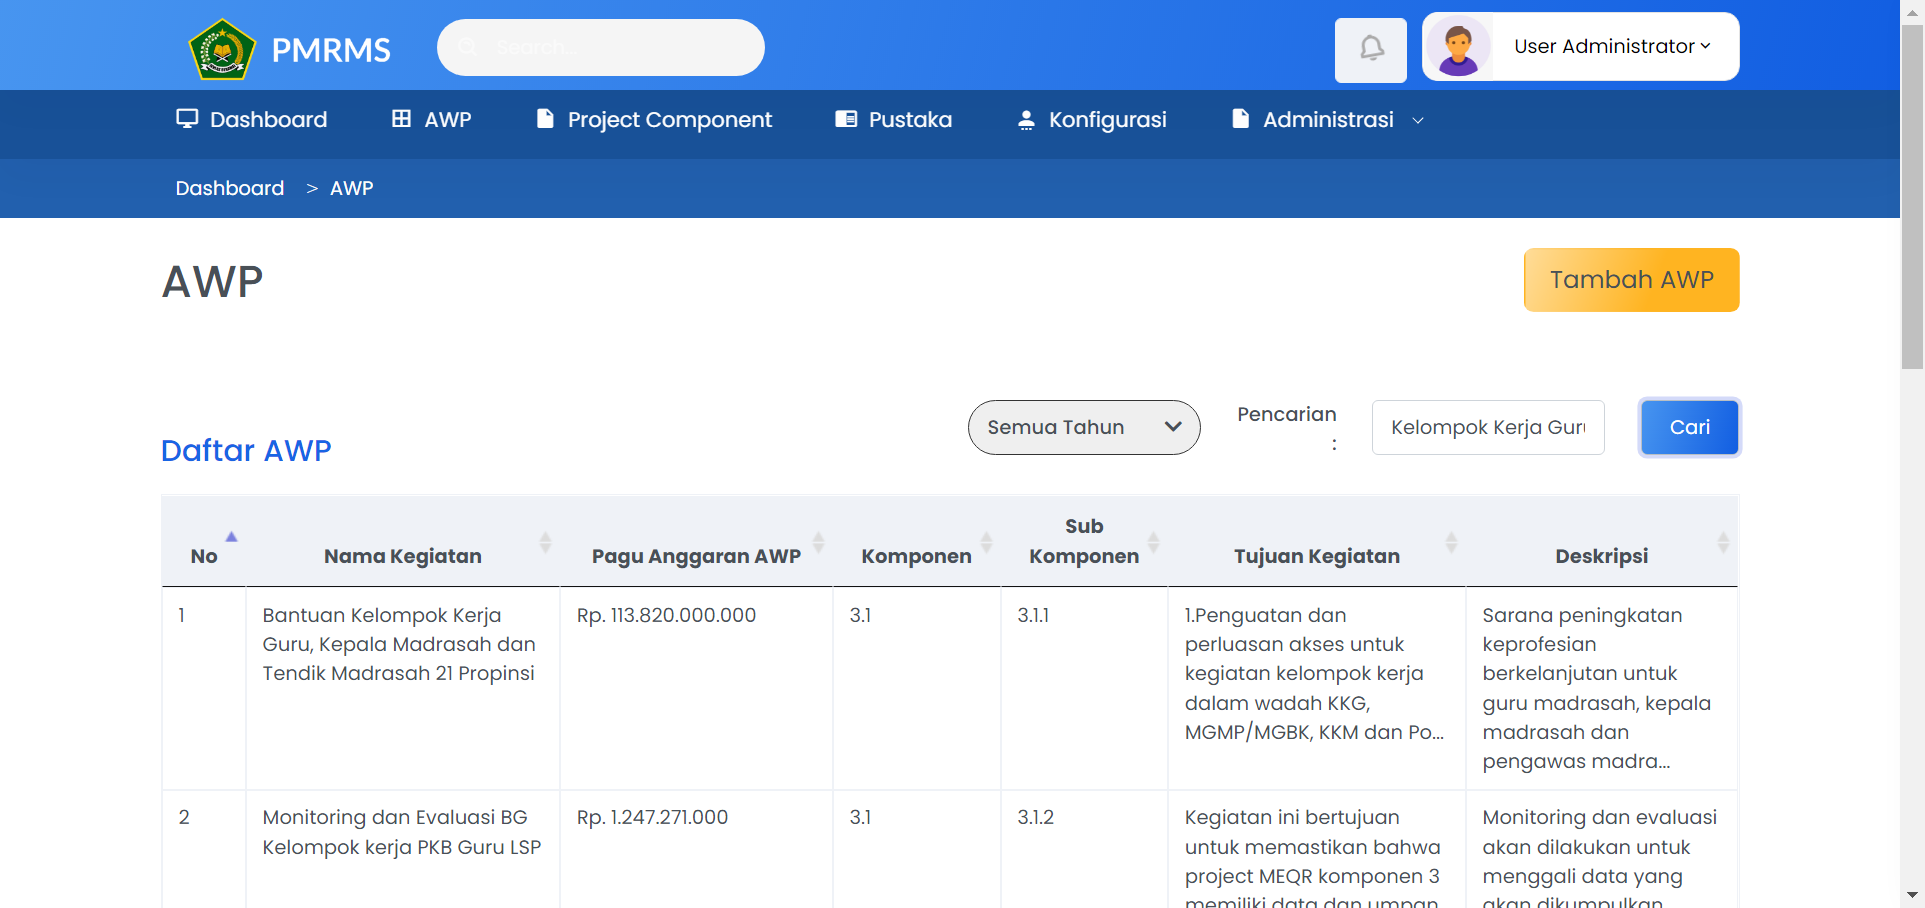 PMRMS
Search...
User Administrator
Dashboard
AWP
Project Component
Pustaka
Konfigurasi
Administrasi
Dashboard > AWP
AWP
Tambah AWP
Daftar AWP
Semua Tahun
Pencarian
:
Kelompok Kerja
Cari
No
Nama Kegiatan
Pagu Anggaran AWP
Komponen
Sub
Komponen
Tujuan Kegiatan
Deskripsi
1
Bantuan Kelompok Kerja
Guru, Kepala Madrasah dan
Tendik Madrasah 21 Propinsi
Rp. 113.820.000.000
3.1
3.1.1
1.Penguatan dan
perluasan akses untuk
kegiatan kelompok kerja
dalam wadah KKG,
MGMP/MGBK, KKM dan Po...
Sarana peningkatan
keprofesian
berkelanjutan untuk
guru madrasah, kepala
madrasah dan
pengawas madra...
2
Monitoring dan Evaluasi BG
Kelompok kerja PKB Guru LSP
Rp. 1.247.271.000
3.1
3.1.2
Kegiatan ini bertujuan
untuk memastikan bahwa
project MEQR komponen 3
memiliki data dan umpan
Monitoring dan evaluasi
akan dilakukan untuk
menggali data yang
akan dikumpulkan